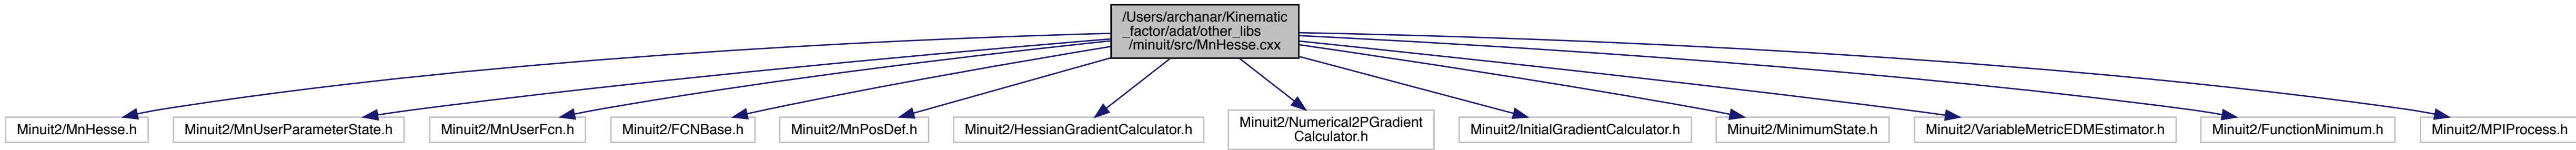 /Users/archanar/Kinematic
_factor/adat/other_libs
/minuit/src/MnHesse.cxx
Minuit2/MnHesse.h
Minuit2/MnUserParameterState.h
Minuit2/MnUserFcn.h
Minuit2/FCNBase.h
Minuit2/MnPosDef.h
Minuit2/HessianGradientCalculator.h
Minuit2/Numerical2PGradient
Calculator.h
Minuit2/InitialGradientCalculator.h
Minuit2/MinimumState.h
Minuit2/VariableMetricEDMEstimator.h
Minuit2/FunctionMinimum.h
Minuit2/MPIProcess.h